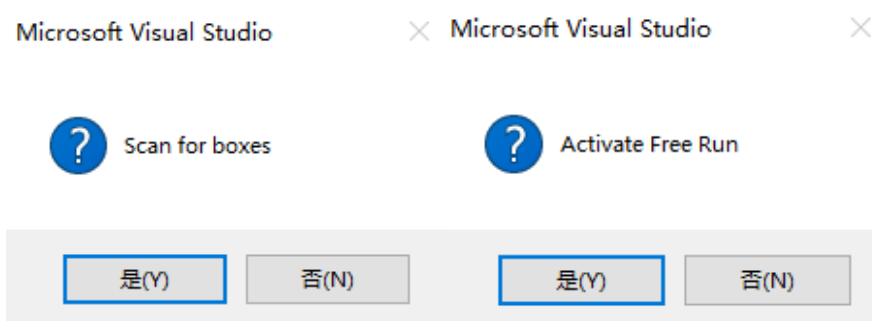 Microsoft Visual Studio
Scan for boxes
是(Y)
否(N)
Microsoft Visual Studio
Activate Free Run
是(Y)
否(N)